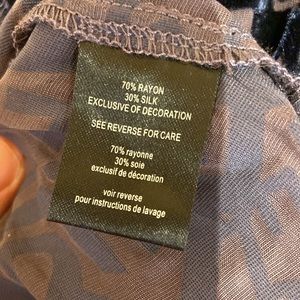 70% RAYON
30% SILK
EXCLUSIVE OF DECORATION
SEE REVERSE FOR CARE
70% rayonne
30% soie
exclusif de décoration
voir reverse
pour instructions de lavage